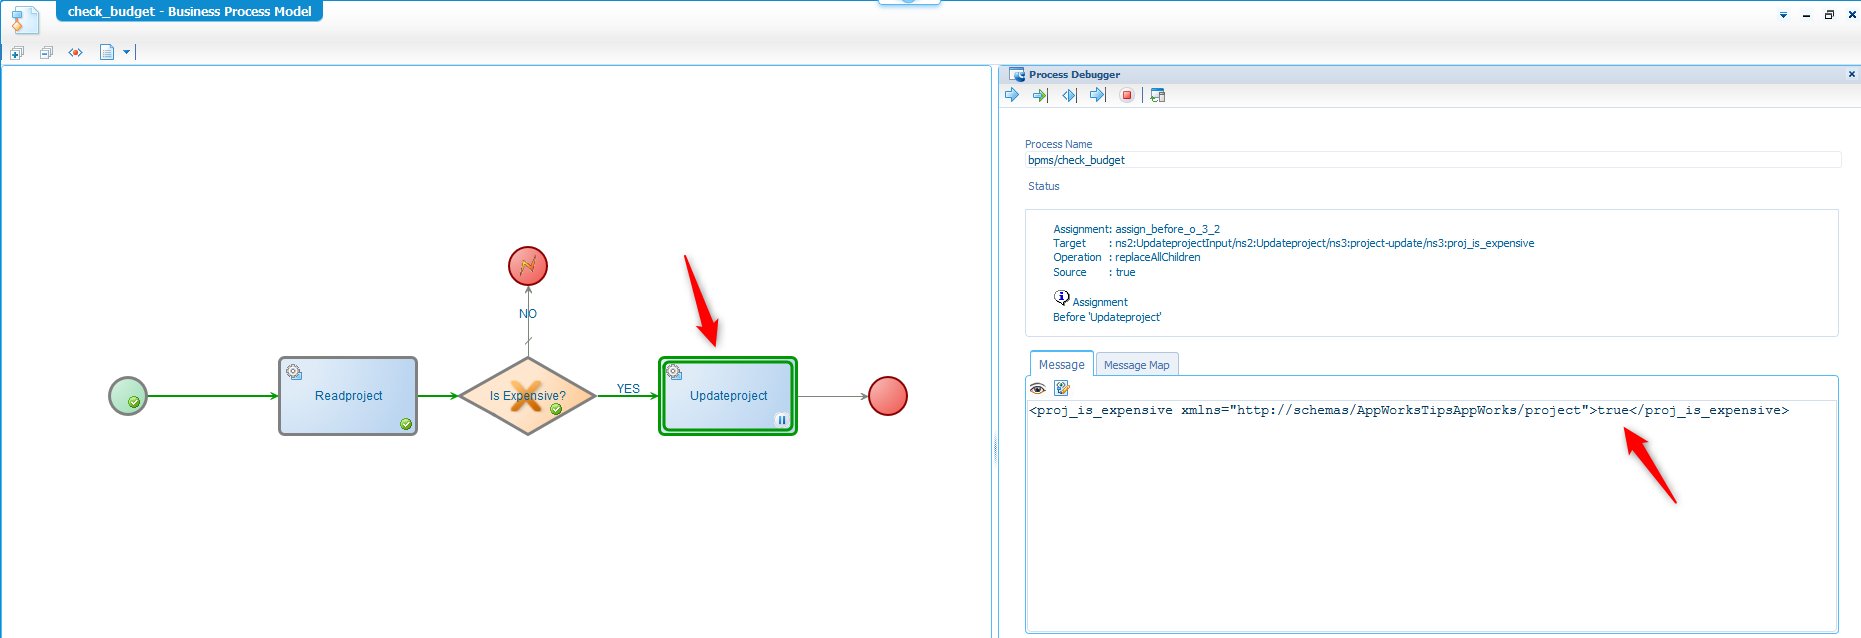 check_budget - Business Process Model
Process Debugger
Process Name
bpms/check_budget
Status
Assignment: assign_before_o_3_2
Target : ns2:UpdateprojectInput/ns2:Updateproject/ns3:project-update/ns3:proj_is_expensive
Operation : replaceAllChildren
Source : true
Assignment
Before 'Updateproject'
Message
Message Map
<proj_is_expensive xmlns="http://schemas/AppWorksTipsAppWorks/project">true</proj_is_expensive>
NO
Readproject
Is Expensive?
YES
Updateproject